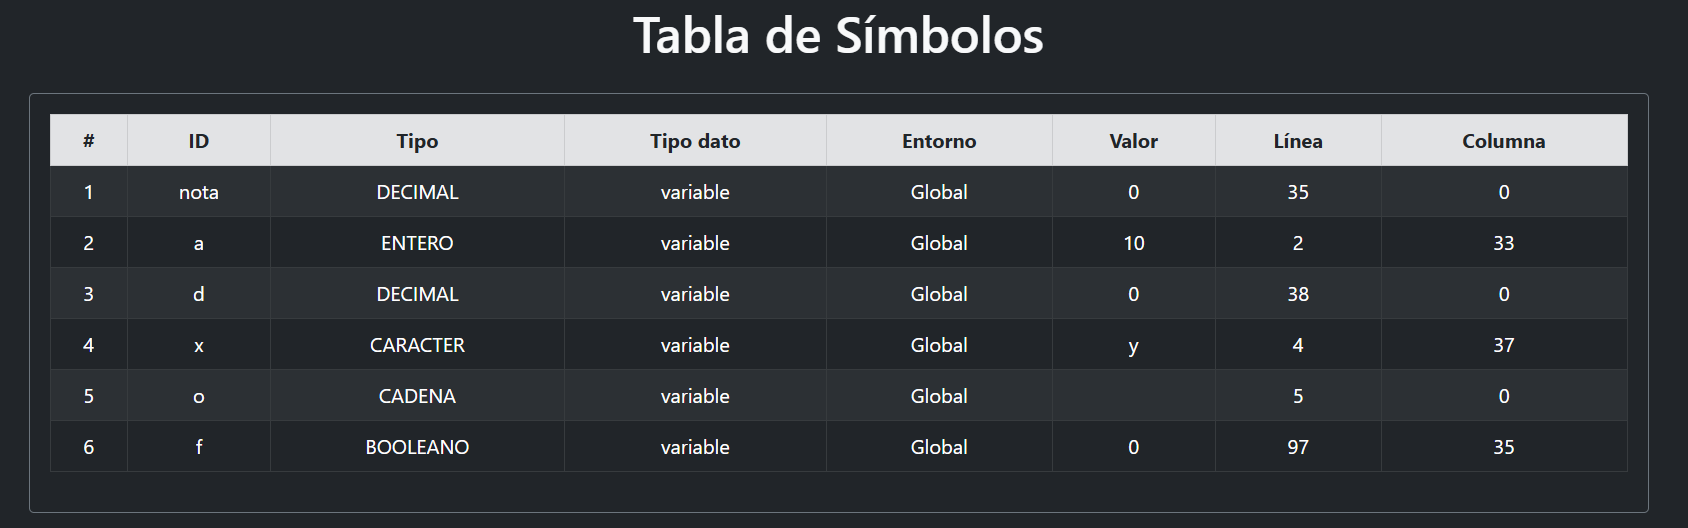 Tabla de Símbolos
# ID Tipo Tipo dato Entorno Valor Línea Columna
1 nota DECIMAL variable Global 0 35 0
2 a ENTERO variable Global 10 2 33
3 d DECIMAL variable Global 0 38 0
4 x CARACTER variable Global y 4 37
5 o CADENA variable Global 5 0
6 f BOOLEANO variable Global 0 97 35